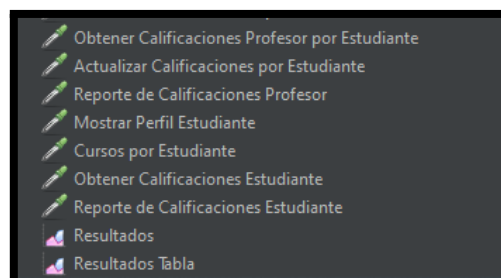 Obtener Calificaciones Profesor por Estudiante
Actualizar Calificaciones por Estudiante
Reporte de Calificaciones Profesor
Mostrar Perfil Estudiante
Cursos por Estudiante
Obtener Calificaciones Estudiante
Reporte de Calificaciones Estudiante
Resultados
Resultados Tabla